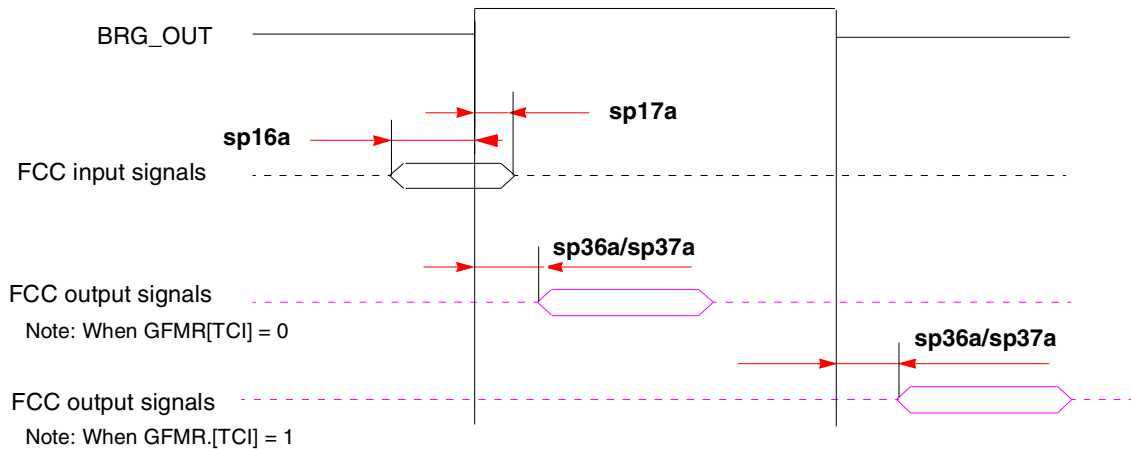 BRG_OUT
sp17a
sp16a
FCC input signals
sp36a/sp37a
FCC output signals
Note: When GFMR[TCI] = 0
sp36a/sp37a
FCC output signals
Note: When GFMR.[TCI] = 1